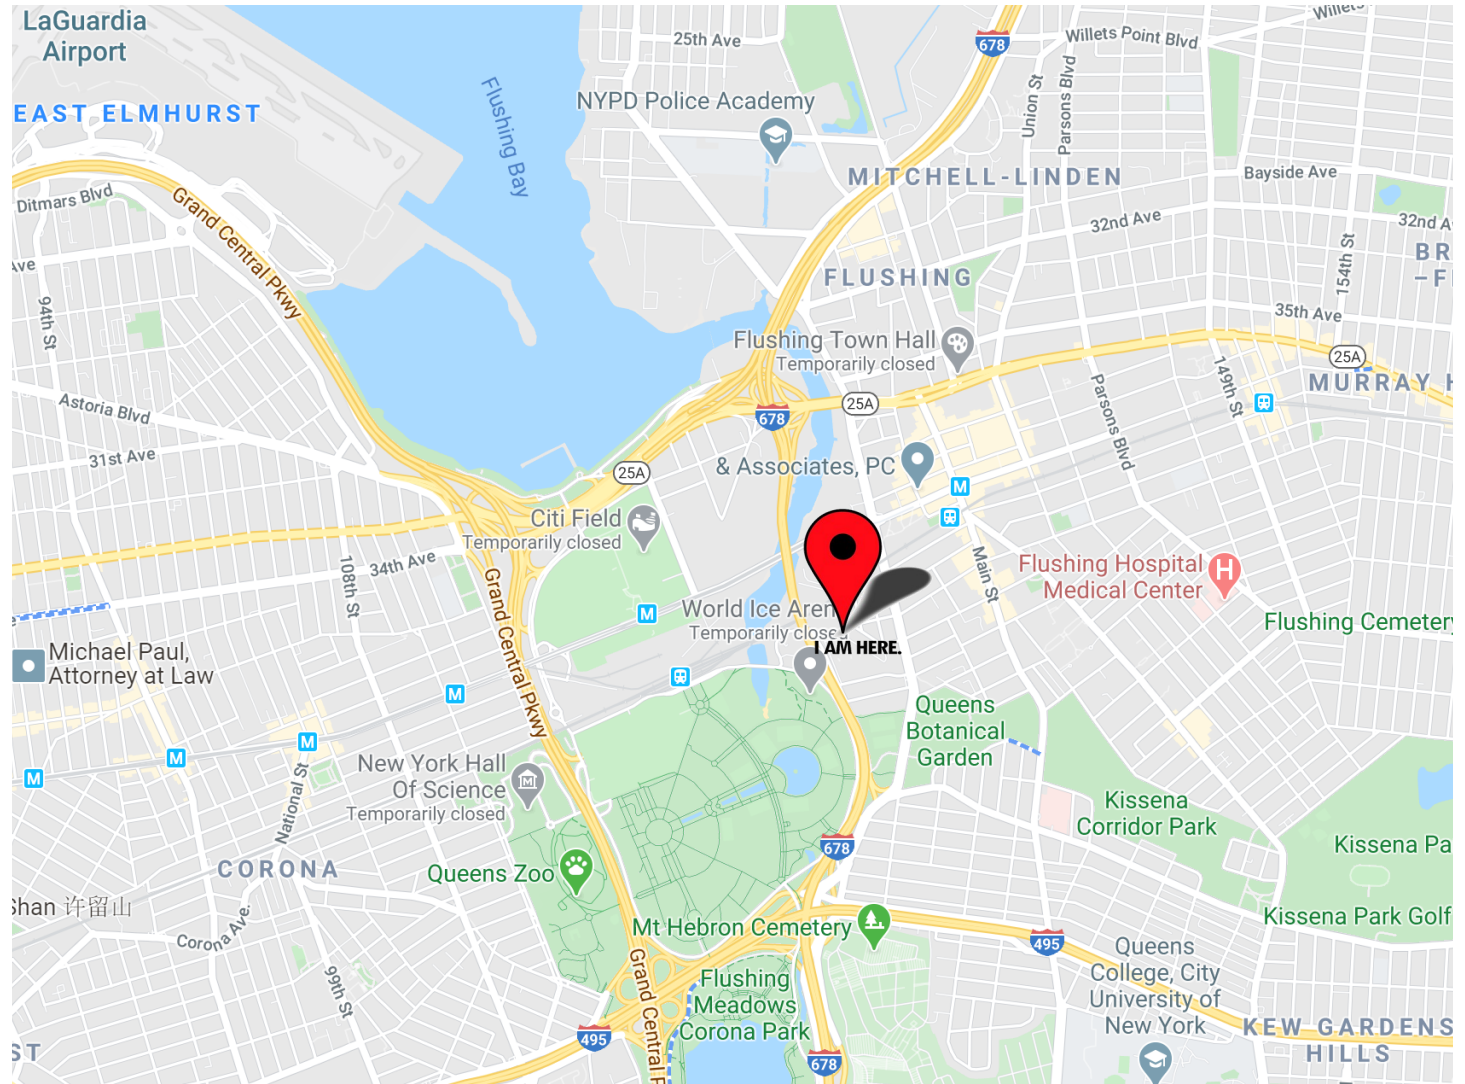 LaGuardia
Airport
EAST ELMHURST
Ditmars Blvd
Grand Central Pkwy
Ave
94th St
Astoria Blvd
31st Ave
Flushing Bay
25th Ave
NYPD Police Academy
678
Willets Point Blvd
Willets
Union St
Parsons Blvd
MITCHELL-LINDEN
Bayside Ave
32nd Ave
32nd A
154th St
BR
–F
FLUSHING
35th Ave
Flushing Town Hall
Temporarily closed
25A
MURRAY H
149th St
Parsons Blvd
25A
678
& Associates, PC
25A
M
Citi Field
Temporarily closed
34th Ave
108th St
Grand Central Pkwy
M
World Ice Aren
Temporarily close
I AM HERE.
Main St
Flushing Hospital
Medical Center
H
Flushing Cemetery
Michael Paul,
Attorney at Law
M
M
M
M
National St
New York Hall
Of Science
Temporarily closed
M
Queens
Botanical
Garden
Kissena
Corridor Park
Kissena Pa
678
CORONA
Queens Zoo
Shan 许留山
Corona Ave.
99th St
Mt Hebron Cemetery
Kissena Park Golf
495
Queens
College, City
University of
New York
KEW GARDENS
HILLS
Grand Central P
Flushing
Meadows
Corona Park
495
678
ST